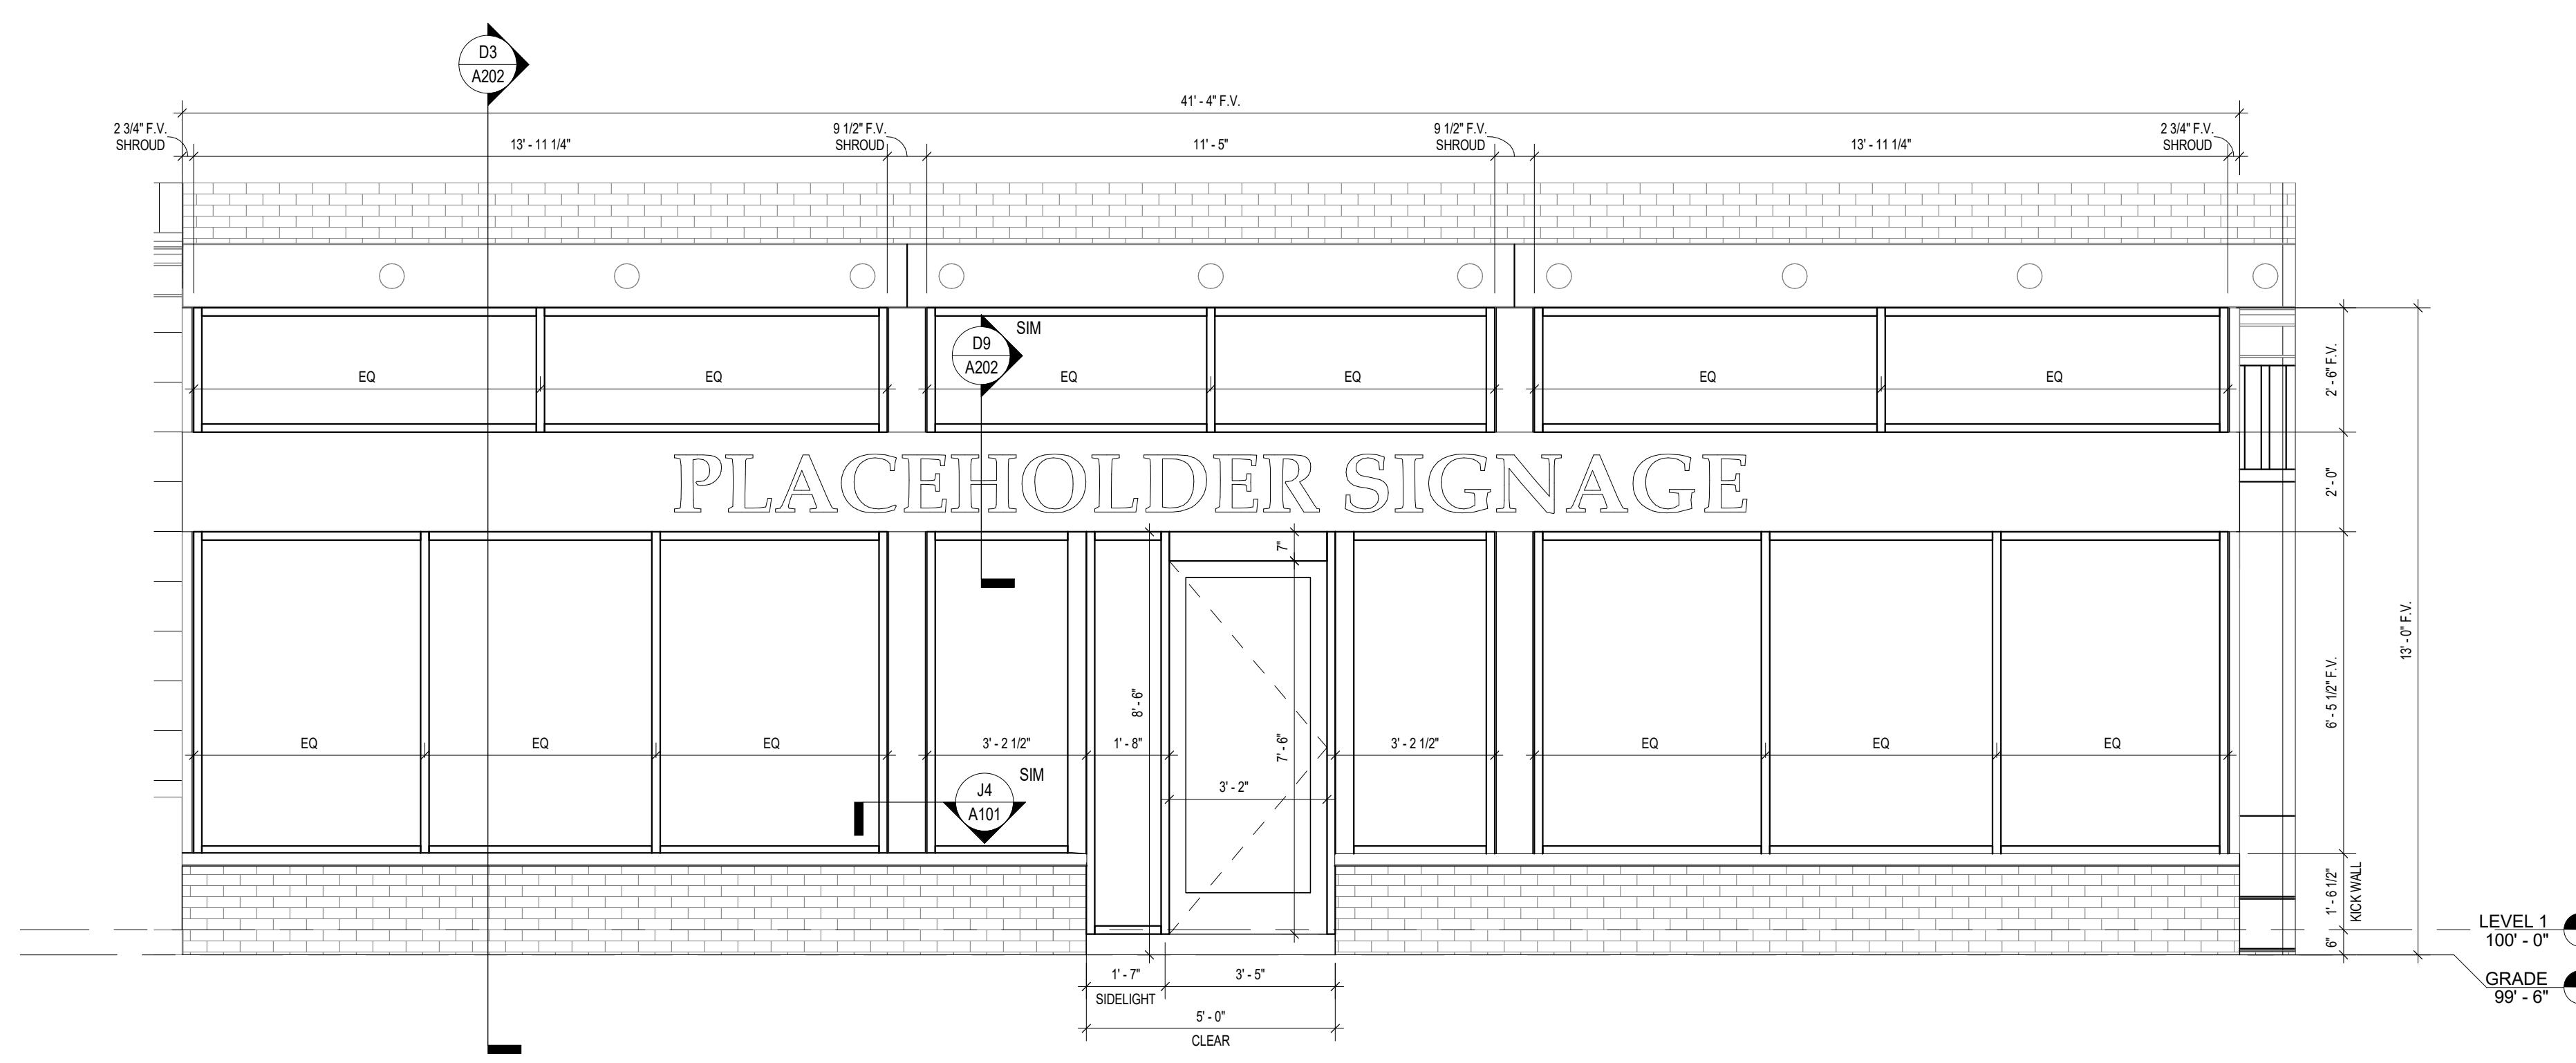 D3
A202
41' - 4" F.V.
2 3/4" F.V.
SHROUD
13' - 11 1/4"
9 1/2" F.V.
SHROUD
11' - 5"
9 1/2" F.V.
SHROUD
13' - 11 1/4"
2 3/4" F.V.
SHROUD
SIM
D9
A202
EQ
EQ
EQ
EQ
EQ
EQ
2' - 6" F.V.
PLACEHOLDER SIGNAGE
2' - 0"
7"
8' - 6"
7' - 6"
6' - 5 1/2" F.V.
13' - 0" F.V.
EQ
EQ
EQ
3' - 2 1/2"
1' - 8"
3' - 2 1/2"
EQ
EQ
EQ
SIM
J4
A101
3' - 2"
1' - 6 1/2"
KICK WALL
6"
LEVEL 1
100' - 0"
GRADE
99' - 6"
1' - 7"
SIDELIGHT
3' - 5"
5' - 0"
CLEAR